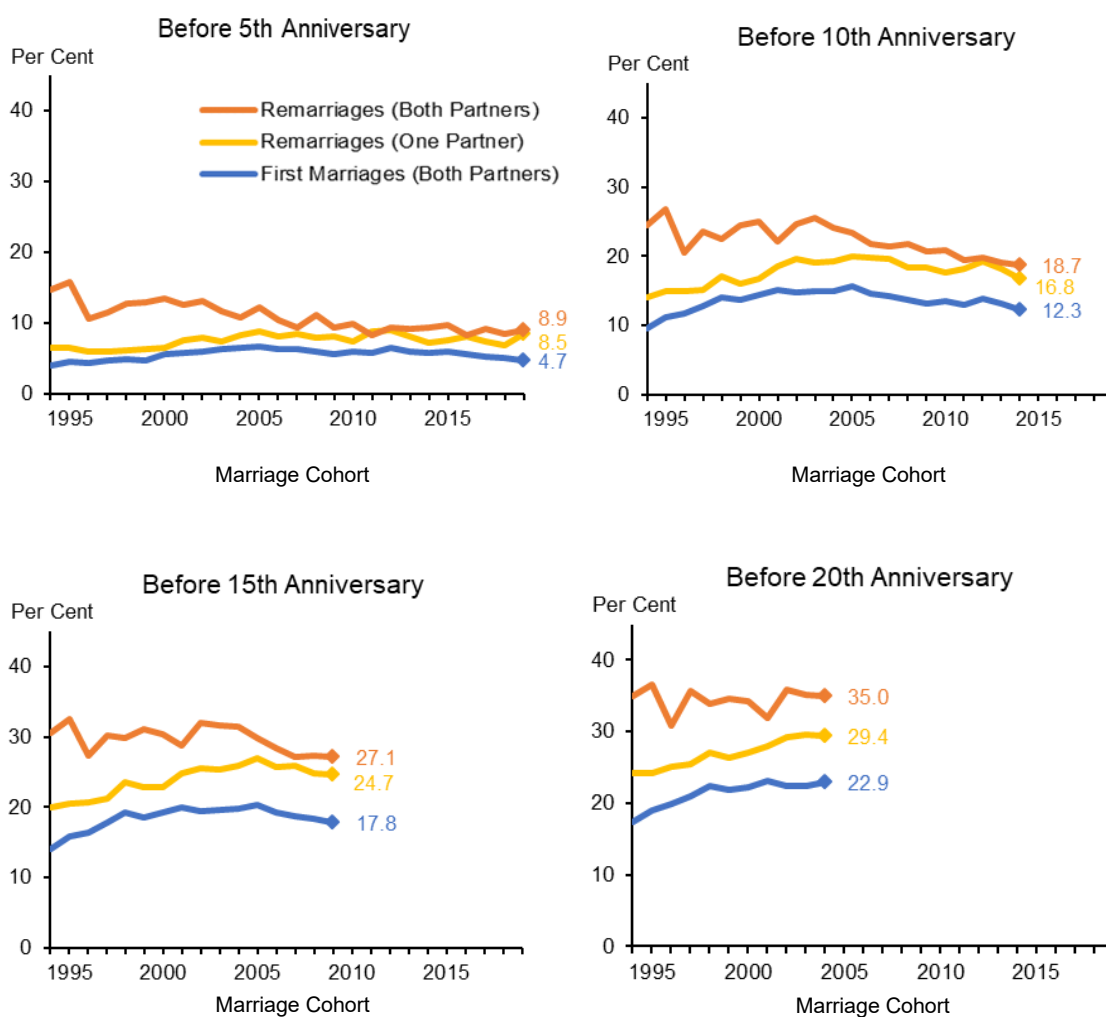 Before 5th Anniversary
Per Cent
40
30
20
10
0
Remarriages (Both Partners)
Remarriages (One Partner)
First Marriages (Both Partners)
8.9
8.5
4.7
1995 2000 2005 2010 2015
Marriage Cohort
Before 10th Anniversary
Per Cent
40
30
20
10
0
18.7
16.8
12.3
1995 2000 2005 2010 2015
Marriage Cohort
Before 15th Anniversary
Per Cent
40
30
20
10
0
27.1
24.7
17.8
1995 2000 2005 2010 2015
Marriage Cohort
Before 20th Anniversary
Per Cent
40
30
20
10
0
35.0
29.4
22.9
1995 2000 2005 2010 2015
Marriage Cohort